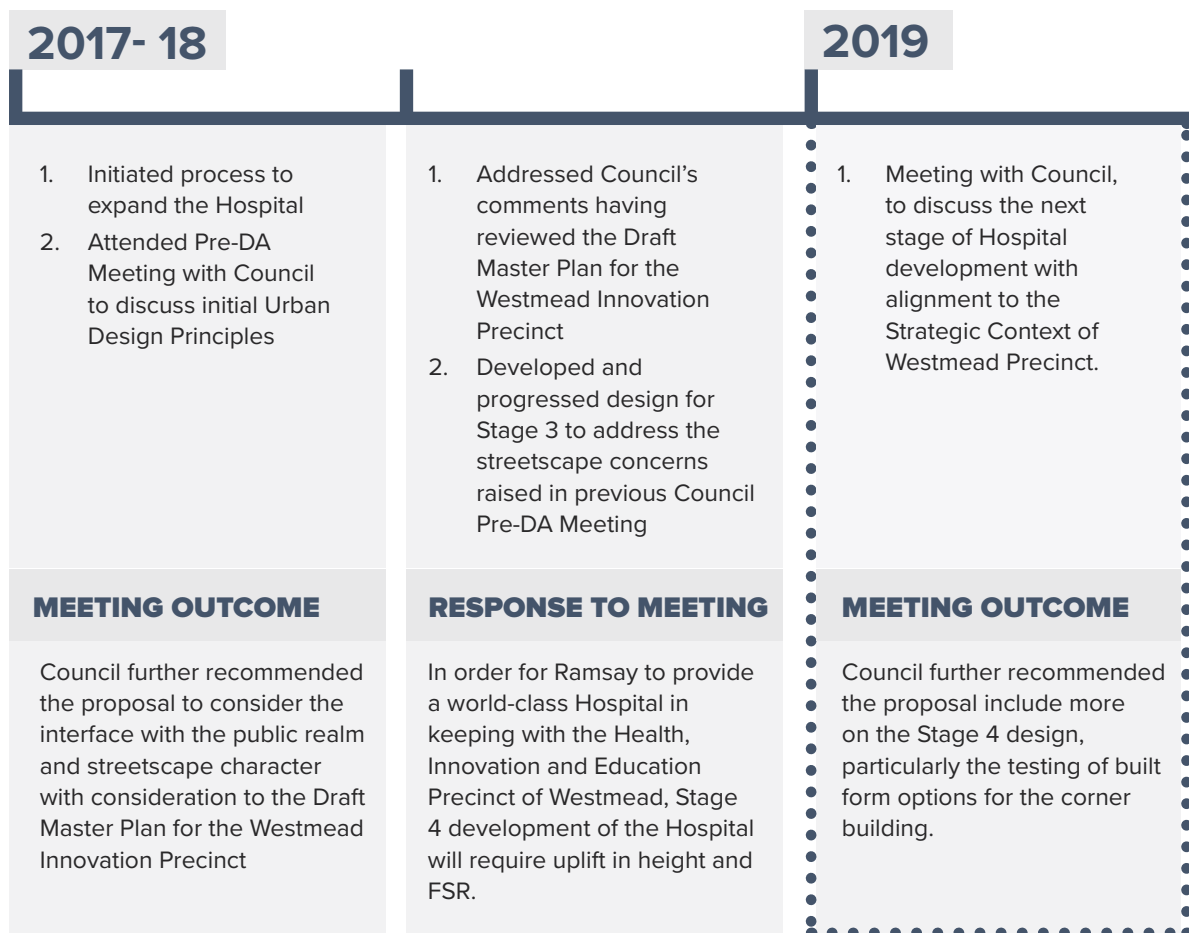 2017- 18
1. Initiated process to
expand the Hospital
2. Attended Pre-DA
Meeting with Council
to discuss initial Urban
Design Principles
MEETING OUTCOME
Council further recommended
the proposal to consider the
interface with the public realm
and streetscape character
with consideration to the Draft
Master Plan for the Westmead
Innovation Precinct
1. Addressed Council's
comments having
reviewed the Draft
Master Plan for the
Westmead Innovation
Precinct
2. Developed and
progressed design for
Stage 3 to address the
streetscape concerns
raised in previous Council
Pre-DA Meeting
RESPONSE TO MEETING
In order for Ramsay to provide
a world-class Hospital in
keeping with the Health,
Innovation and Education
Precinct of Westmead, Stage
4 development of the Hospital
will require uplift in height and
FSR.
2019
1. Meeting with Council,
to discuss the next
stage of Hospital
development with
alignment to the
Strategic Context of
Westmead Precinct.
MEETING OUTCOME
Council further recommended
the proposal include more
on the Stage 4 design,
particularly the testing of built
form options for the corner
building.